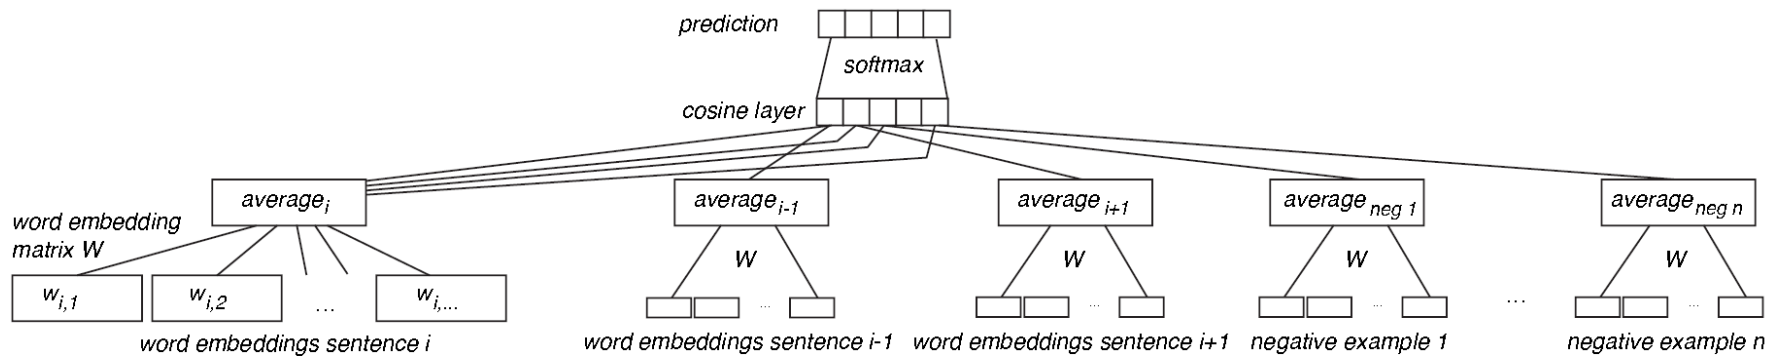 prediction
softmax
cosine layer
average_i
average_i-1
average_i+1
average_neg 1
average_neg n
word embedding
matrix W
W
W
W
W
w_i,1
w_i,2
...
w_i,...
...
...
...
...
...
word embeddings sentence i
word embeddings sentence i-1
word embeddings sentence i+1
negative example 1
negative example n